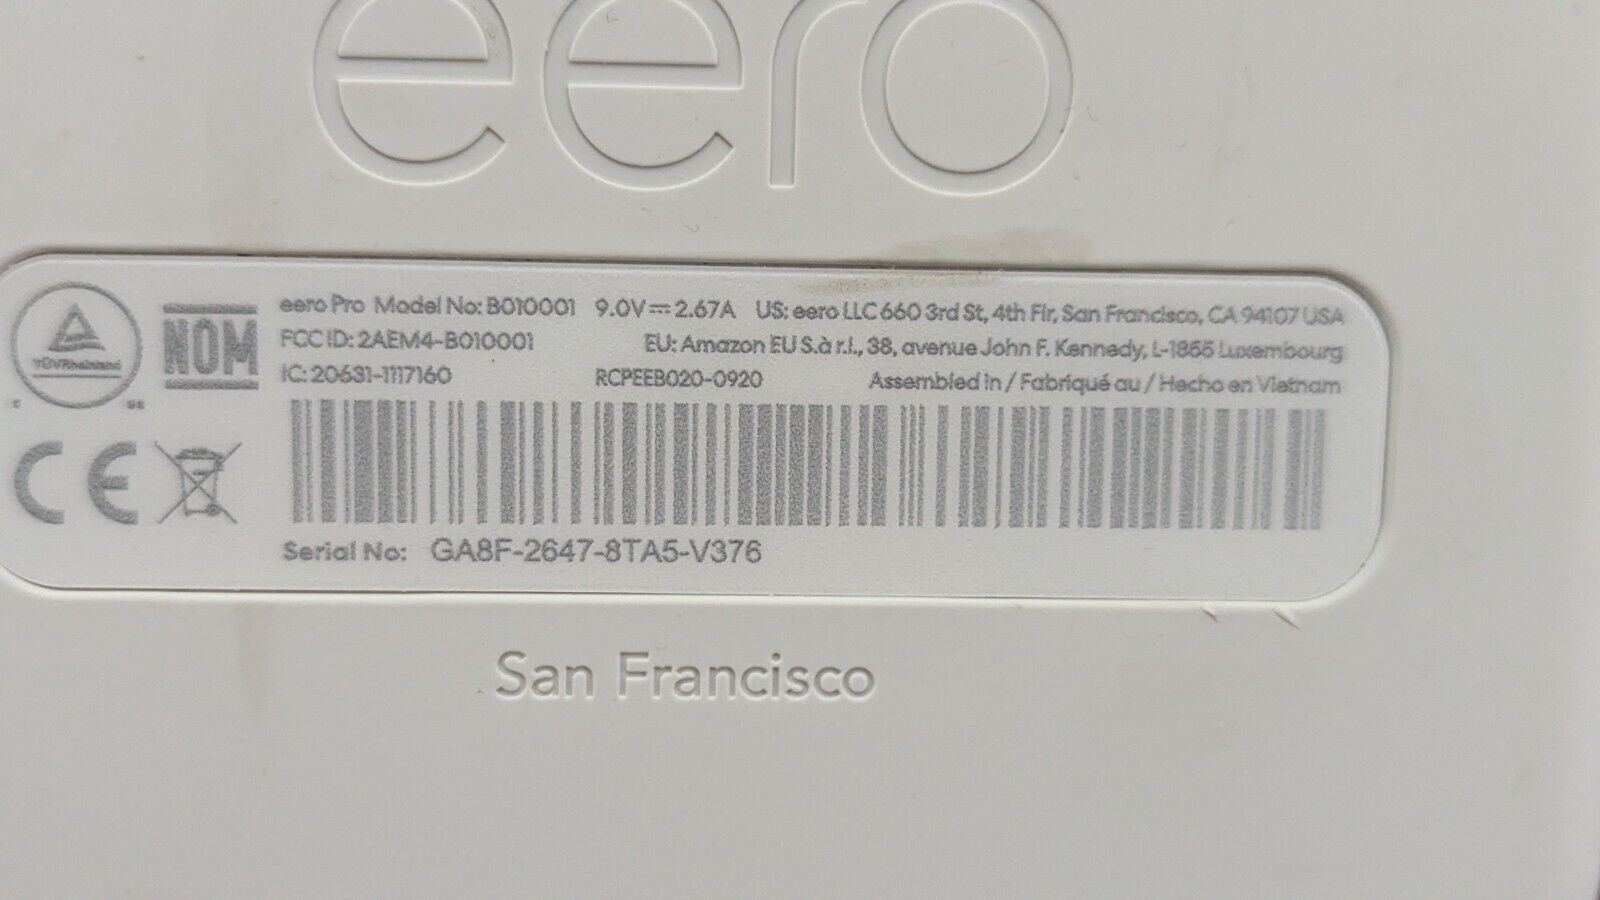 eero
TÜVRheinland
NOM
eero Pro Model No: B010001 9.0V⎓2.67A US: eero LLC 660 3rd St, 4th Flr, San Francisco, CA 94107 USA
FCC ID: 2AEM4-B010001 EU: Amazon EU S.à r.l., 38, avenue John F. Kennedy, L-1855 Luxembourg
IC: 20631-1117160 RCPEEB020-0920 Assembled in / Fabriqué au / Hecho en Vietnam
CE
Serial No: GA8F-2647-8TA5-V376
San Francisco